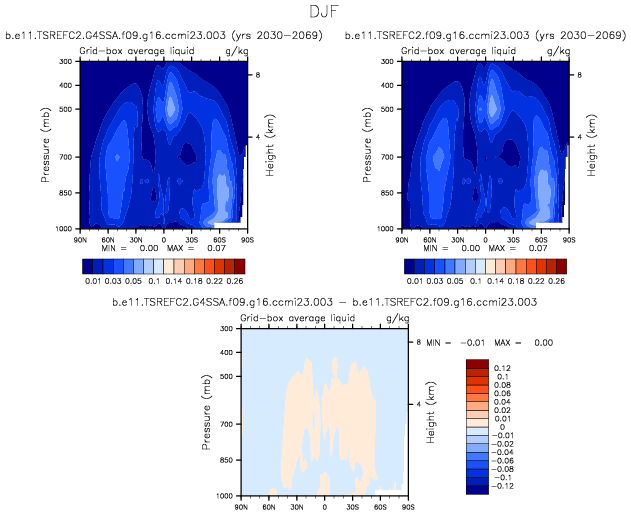 DJF
b.e11.TSREFC2.G4SSA.f09.g16.ccmi23.003 (yrs 2030-2069)
b.e11.TSREFC2.f09.g16.ccmi23.003 (yrs 2030-2069)
Grid-box average liquid g/kg
Grid-box average liquid g/kg
300
400
500
700
850
1000
Pressure (mb)
8
4
Height (km)
90N 60N 30N 0 30S 60S 90S
MIN = 0.00 MAX = 0.07
0.01 0.03 0.05 0.1 0.14 0.18 0.22 0.26
300
400
500
700
850
1000
Pressure (mb)
8
4
Height (km)
90N 60N 30N 0 30S 60S 90S
MIN = 0.00 MAX = 0.07
0.01 0.03 0.05 0.1 0.14 0.18 0.22 0.26
b.e11.TSREFC2.G4SSA.f09.g16.ccmi23.003 - b.e11.TSREFC2.f09.g16.ccmi23.003
Grid-box average liquid g/kg
300
400
500
700
850
1000
Pressure (mb)
8
4
Height (km)
90N 60N 30N 0 30S 60S 90S
MIN = -0.01 MAX = 0.00
0.12
0.1
0.08
0.06
0.04
0.02
0.01
0
-0.01
-0.02
-0.04
-0.06
-0.08
-0.1
-0.12